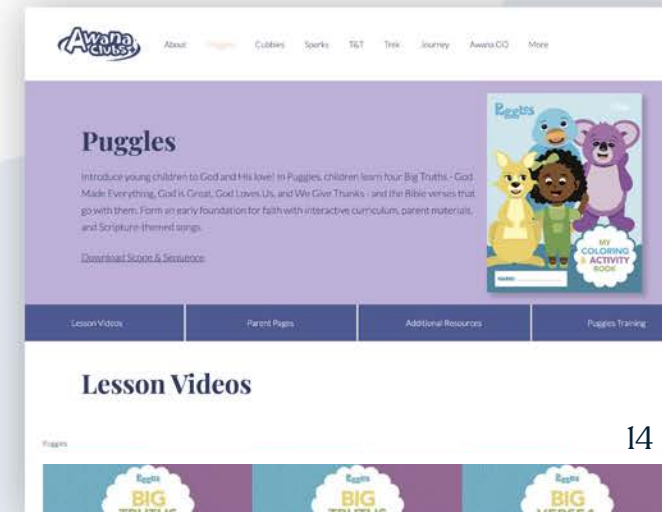 Awana Clubs
About Puggles Cubbies Sparks T&T Trek Journey Awana GO More
Puggles
Introduce young children to God and His love! In Puggles, children learn four Big Truths - God
Made Everything, God is Great, God Loves Us, and We Give Thanks - and the Bible verses that
go with them. Form an early foundation for faith with interactive curriculum, parent materials,
and Scripture-themed songs.
Download Scope & Sequence
Puggles
MY
COLORING
& ACTIVITY
BOOK
NAME:
Lesson Videos Parent Pages Additional Resources Puggles Training
Lesson Videos
14
Puggles
Puggles Puggles Puggles
BIG BIG BIG
TRUTHS TRUTHS VERSES